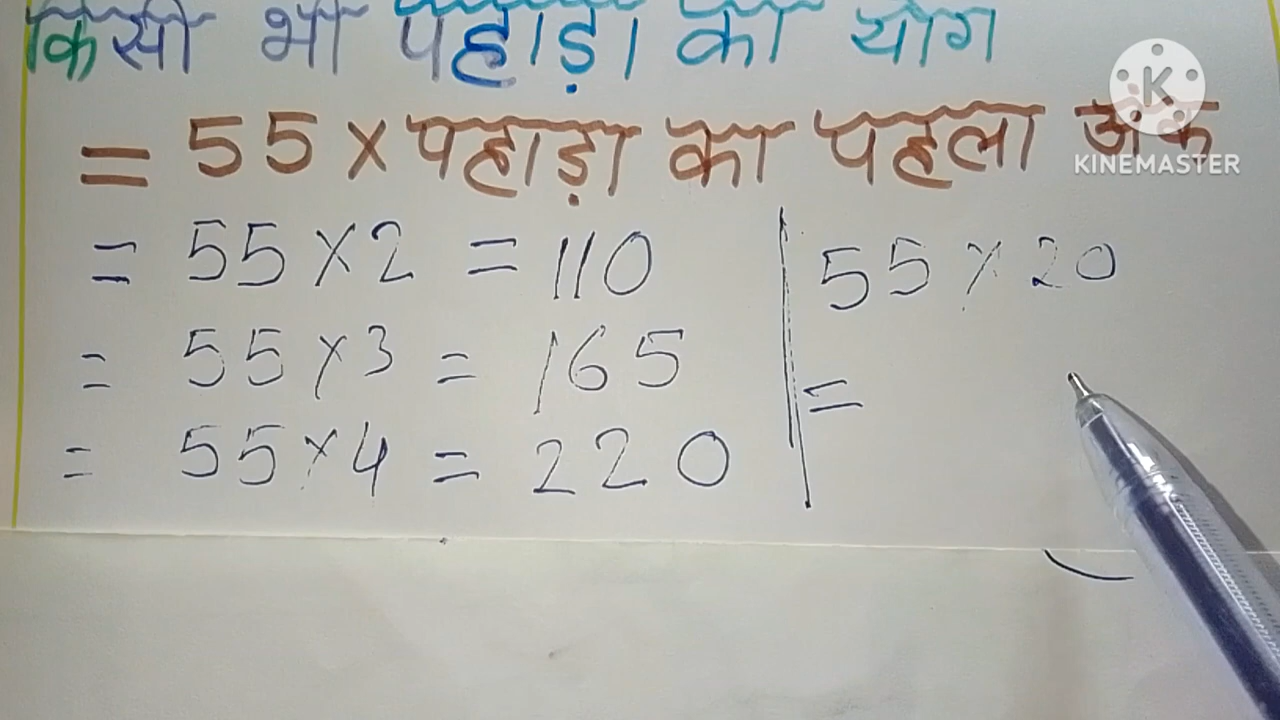 किसी भी पहाड़ा का योग
= 55 × पहाड़ा का पहला अंक
= 55 × 2 = 110
= 55 × 3 = 165
= 55 × 4 = 220
55 × 20
=
K
KINEMASTER